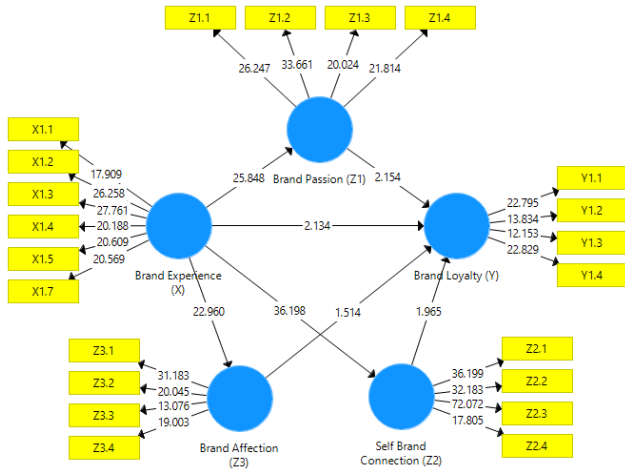 Z1.1
Z1.2
Z1.3
Z1.4
26.247
33.661
20.024
21.814
Brand Passion (Z1)
X1.1
X1.2
X1.3
X1.4
X1.5
X1.7
17.909
26.258
27.761
20.188
20.609
20.569
Brand Experience
(X)
25.848
2.154
2.134
22.960
36.198
1.514
1.965
Brand Loyalty (Y)
22.795
13.834
12.153
22.829
Y1.1
Y1.2
Y1.3
Y1.4
Z3.1
Z3.2
Z3.3
Z3.4
31.183
20.045
13.076
19.003
Brand Affection
(Z3)
Self Brand
Connection (Z2)
36.199
32.183
72.072
17.805
Z2.1
Z2.2
Z2.3
Z2.4